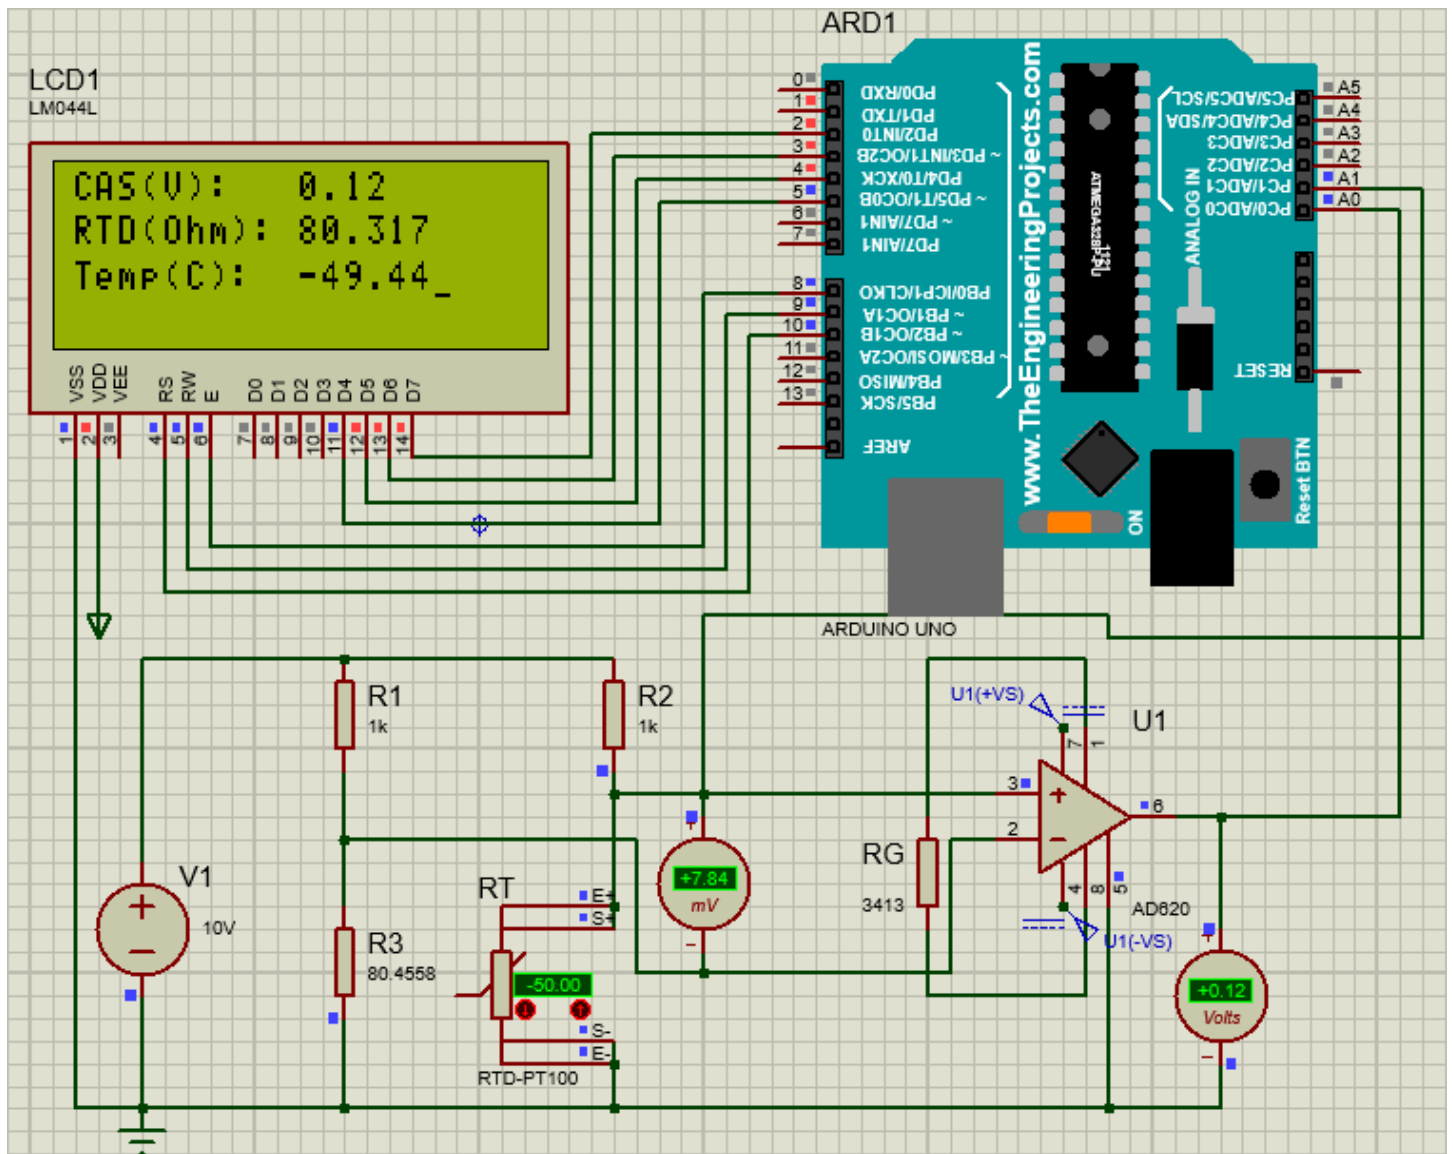 ARD1
LCD1
LM044L
CAS(V): 0.12
RTD(Ohm): 80.317
Temp(C): -49.44_
VSS
VDD
VEE
RS
RW
E
D0
D1
D2
D3
D4
D5
D6
D7
1
2
3
4
5
6
7
8
9
10
11
12
13
14
0
1
2
3
4
5
6
7
8
9
10
11
12
13
PD0/RXD
PD1/TXD
PD2/INT0
~ PD3/INT1/OC2B
PD4/T0/XCK
~ PD5/T1/OC0B
~ PD7/AIN1
PD7/AIN1
PB0/ICP1/CLKO
~ PB1/OC1A
~ PB2/OC1B
~ PB3/MOSI/OC2A
PB4/MISO
PB5/SCK
AREF
www.TheEngineeringProjects.com
ATMEGA328P-PU
1121
ANALOG IN
PC5/ADC5/SCL
PC4/ADC4/SDA
PC3/ADC3
PC2/ADC2
PC1/ADC1
PC0/ADC0
A5
A4
A3
A2
A1
A0
RESET
Reset BTN
ON
ARDUINO UNO
R1
1k
R2
1k
U1(+VS)
U1
7
1
3
2
6
4
8
5
AD620
U1(-VS)
V1
10V
R3
80.4558
RT
E+
S+
-50.00
S-
E-
RTD-PT100
+7.84
mV
RG
3413
+0.12
Volts